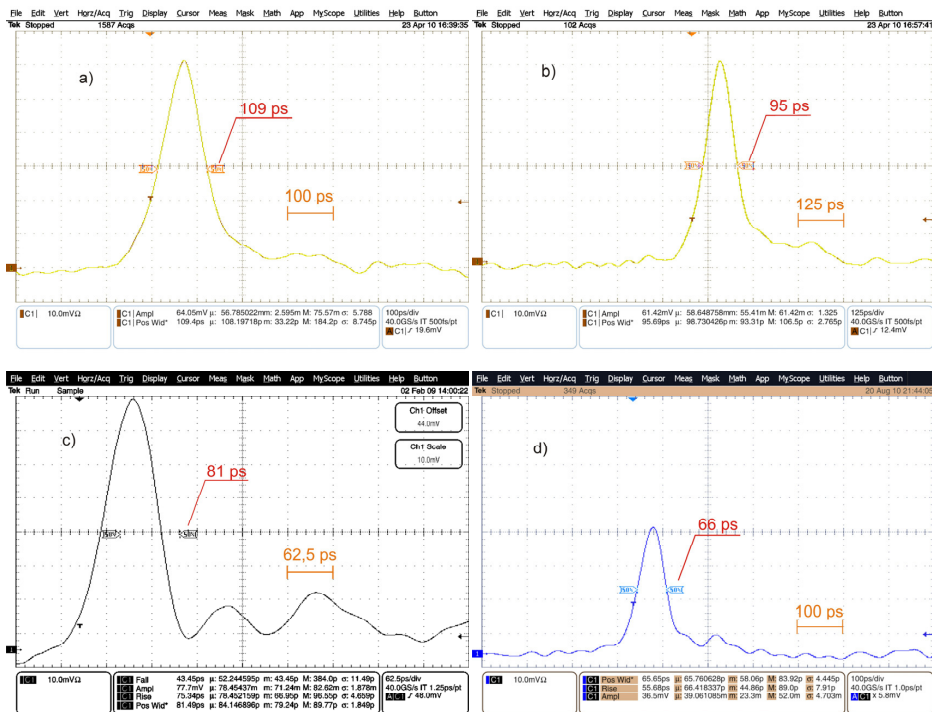 File Edit Vert Horz/Acq Trig Display Cursor Meas Mask Math App MyScope Utilities Help Button
Tek Stopped 1587 Acqs 23 Apr 10 16:39:35
a)
109 ps
100 ps
C1 10.0mVΩ
C1 Ampl 64.05mV µ: 56.785022m m: 2.595m M: 75.57m σ: 5.788
C1 Pos Wid* 109.4ps µ: 108.19718p m: 33.22p M: 184.2p σ: 8.745p
100ps/div
40.0GS/s IT 500fs/pt
A C1 / 19.6mV
File Edit Vert Horz/Acq Trig Display Cursor Meas Mask Math App MyScope Utilities Help Button
Tek Stopped 102 Acqs 23 Apr 10 16:57:41
b)
95 ps
125 ps
C1 10.0mVΩ
C1 Ampl 61.42mV µ: 58.648758m m: 55.41m M: 61.42m σ: 1.325
C1 Pos Wid* 95.69ps µ: 98.730426p m: 93.31p M: 106.5p σ: 2.765p
125ps/div
40.0GS/s IT 500fs/pt
A C1 / 12.4mV
File Edit Vert Horz/Acq Trig Display Cursor Meas Mask Math App MyScope Utilities Help Button
Tek Run Sample 02 Feb 09 14:00:22
Ch1 Offset
44.0mV
Ch1 Scale
10.0mV
c)
81 ps
62,5 ps
C1 10.0mVΩ
C1 Fall 43.45ps µ: 52.244595p m: 43.45p M: 384.0p σ: 11.49p
C1 Ampl 77.7mV µ: 78.45437m m: 71.24m M: 82.62m σ: 1.878m
C1 Rise 75.34ps µ: 78.452159p m: 66.95p M: 96.55p σ: 4.659p
C1 Pos Wid* 81.49ps µ: 84.146896p m: 79.24p M: 89.77p σ: 1.849p
62.5ps/div
40.0GS/s IT 1.25ps/pt
A C1 / 48.0mV
File Edit Vert Horz/Acq Trig Display Cursor Meas Mask Math App MyScope Utilities Help Button
Tek Stopped 349 Acqs 20 Aug 10 21:44:08
d)
66 ps
100 ps
C1 10.0mVΩ
C1 Pos Wid* 65.65ps µ: 65.760628p m: 58.06p M: 83.92p σ: 4.445p
C1 Rise 55.68ps µ: 66.418337p m: 44.86p M: 89.0p σ: 7.91p
C1 Ampl 36.5mV µ: 39.061085m m: 23.3m M: 52.0m σ: 4.703m
100ps/div
40.0GS/s IT 1.0ps/pt
A C1 5.8mV